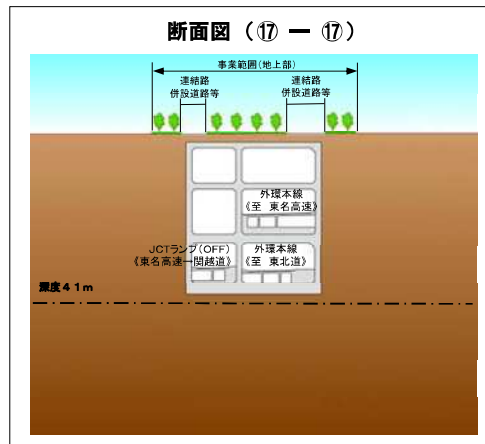 断面図（⑰ ー ⑰）
事業範囲(地上部)
連結路
併設道路等
連結路
併設道路等
外環本線
《至 東名高速》
JCTランプ(OFF)
《東名高速→関越道》
外環本線
《至 東北道》
深度41m